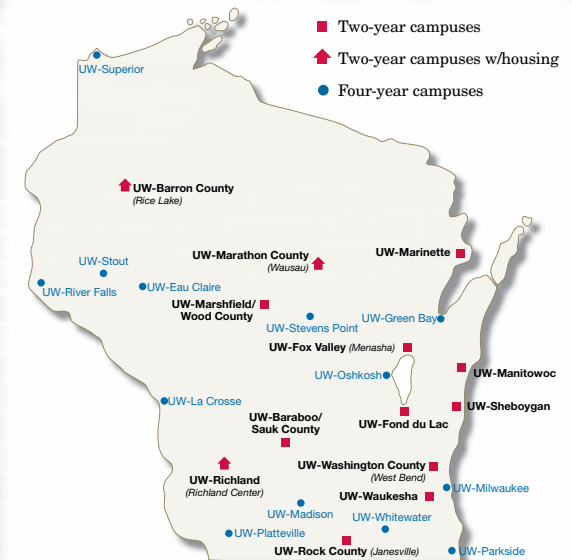 Two-year campuses
Two-year campuses w/housing
Four-year campuses
UW-Superior
UW-Barron County
(Rice Lake)
UW-Marathon County
(Wausau)
UW-Marinette
UW-Stout
UW-River Falls
UW-Eau Claire
UW-Marshfield/
Wood County
UW-Stevens Point
UW-Green Bay
UW-Fox Valley (Menasha)
UW-Oshkosh
UW-Manitowoc
UW-La Crosse
UW-Sheboygan
UW-Baraboo/
Sauk County
UW-Fond du Lac
UW-Richland
(Richland Center)
UW-Washington County
(West Bend)
UW-Waukesha
UW-Milwaukee
UW-Madison
UW-Whitewater
UW-Platteville
UW-Rock County (Janesville)
UW-Parkside